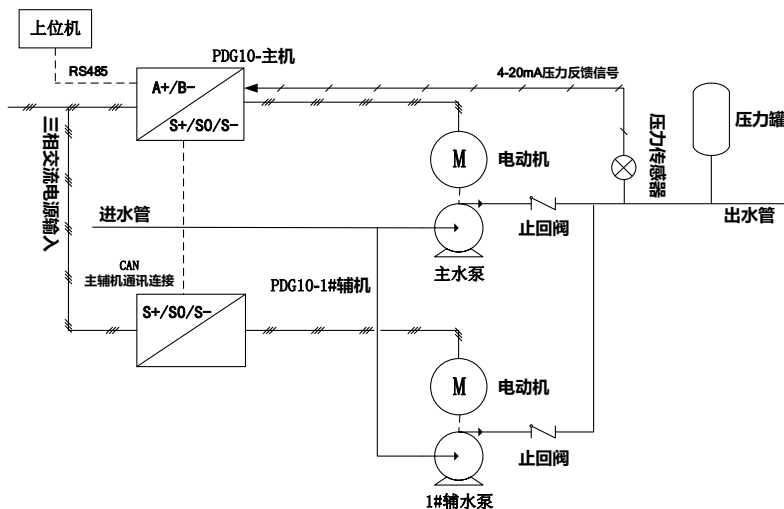 上位机
PDG10-主机
RS485
A+/B-
S+/S0/S-
4-20mA压力反馈信号
三相交流电源输入
M
电动机
压力传感器
压力罐
进水管
止回阀
出水管
主水泵
CAN
主辅机通讯连接
PDG10-1#辅机
S+/S0/S-
M
电动机
止回阀
1#辅水泵